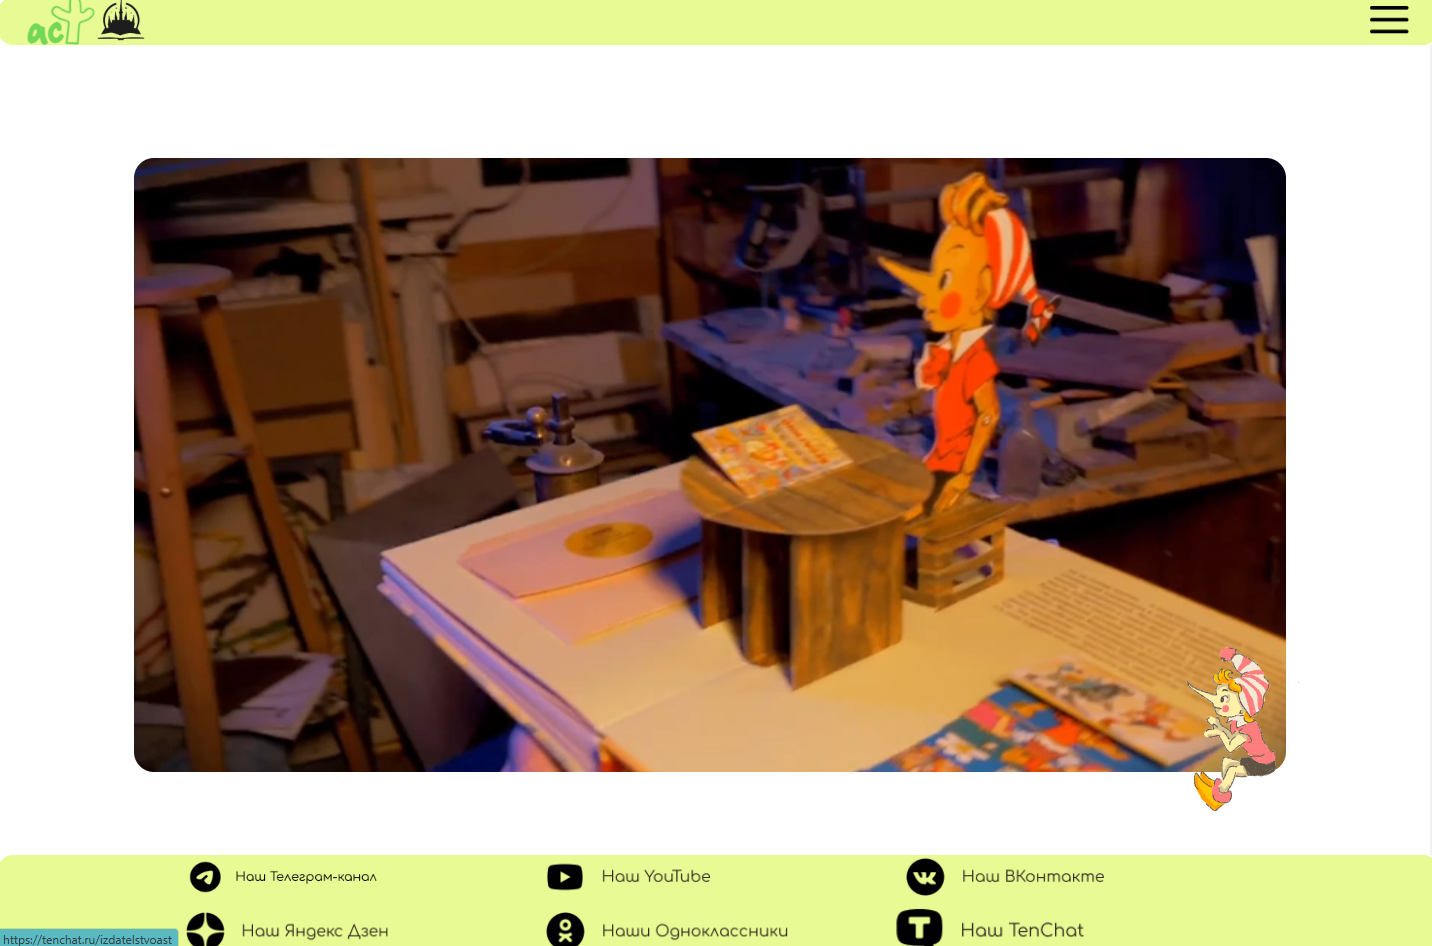 аст
Наш Телеграм-канал
Наш YouTube
Наш ВКонтакте
Наш Яндекс Дзен
Наши Одноклассники
Наш TenChat
https://tenchat.ru/izdatelstvoast